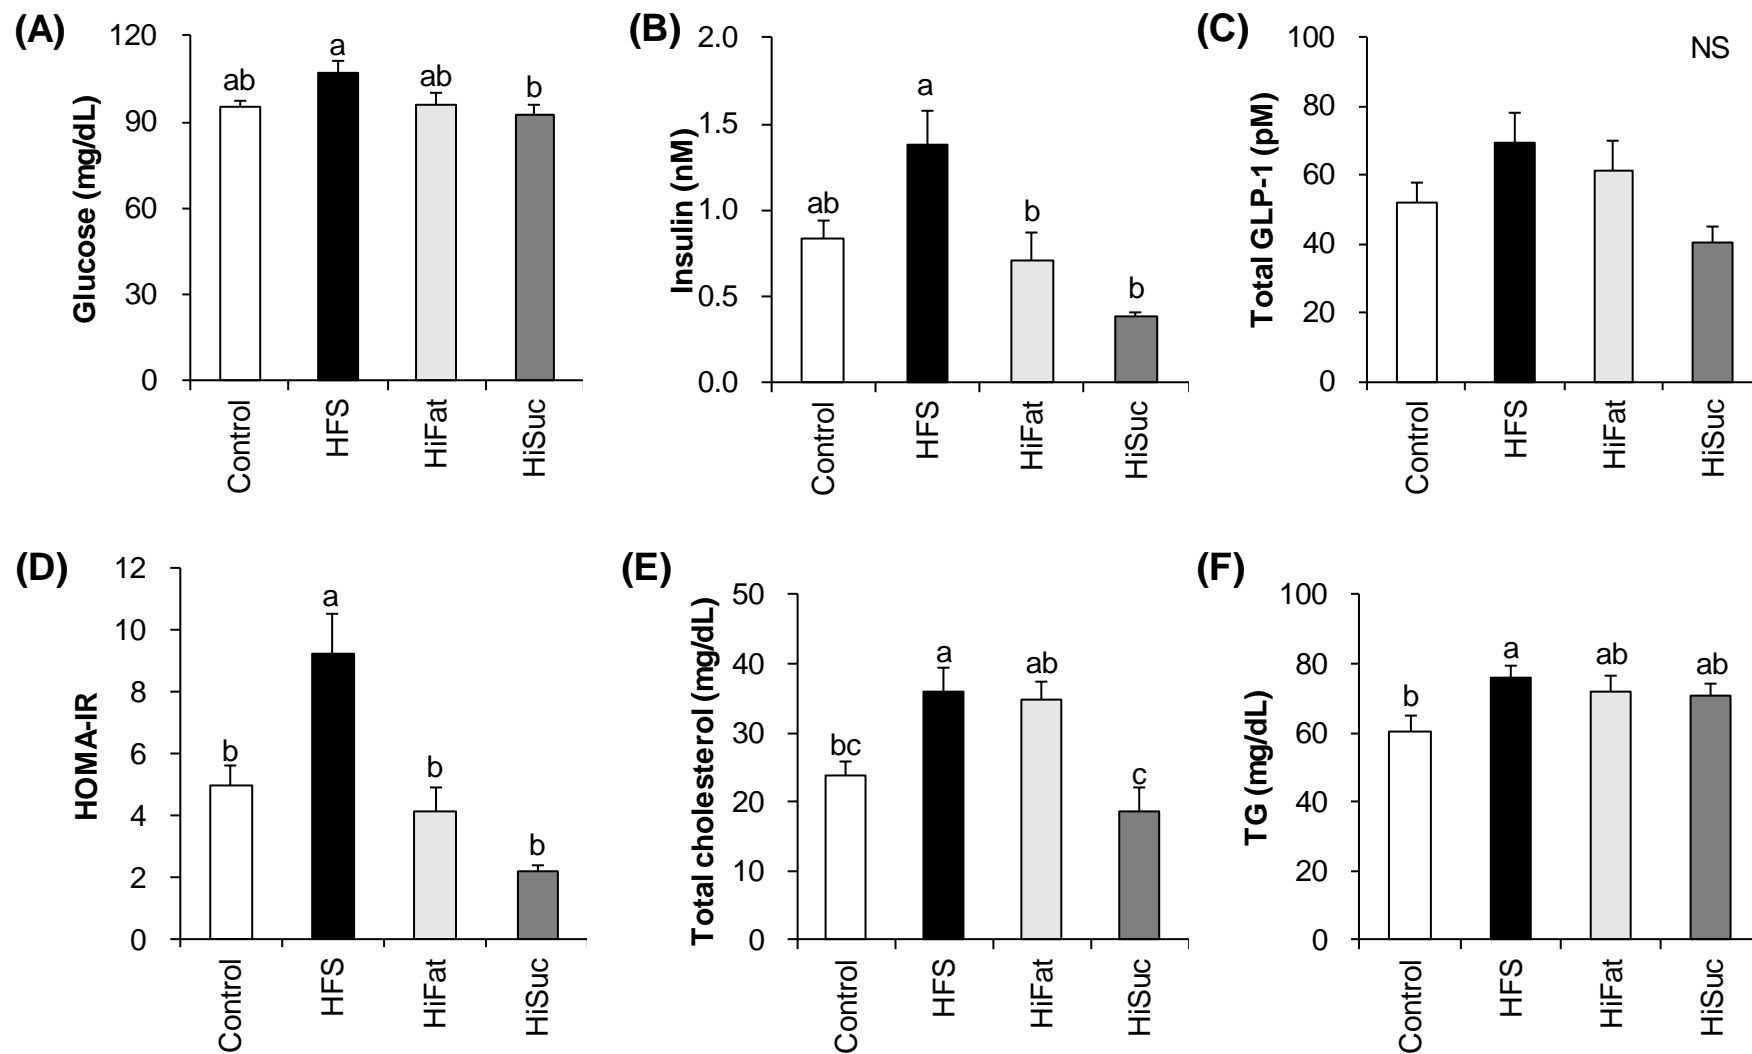 (A)
Glucose (mg/dL)
120
90
60
30
0
ab
a
ab
b
Control
HFS
HiFat
HiSuc
(B)
Insulin (nM)
2.0
1.5
1.0
0.5
0.0
ab
a
b
b
Control
HFS
HiFat
HiSuc
(C)
Total GLP-1 (pM)
100
80
60
40
20
0
NS
Control
HFS
HiFat
HiSuc
(D)
HOMA-IR
12
10
8
6
4
2
0
b
a
b
b
Control
HFS
HiFat
HiSuc
(E)
Total cholesterol (mg/dL)
50
40
30
20
10
0
bc
a
ab
c
Control
HFS
HiFat
HiSuc
(F)
TG (mg/dL)
100
80
60
40
20
0
b
a
ab
ab
Control
HFS
HiFat
HiSuc